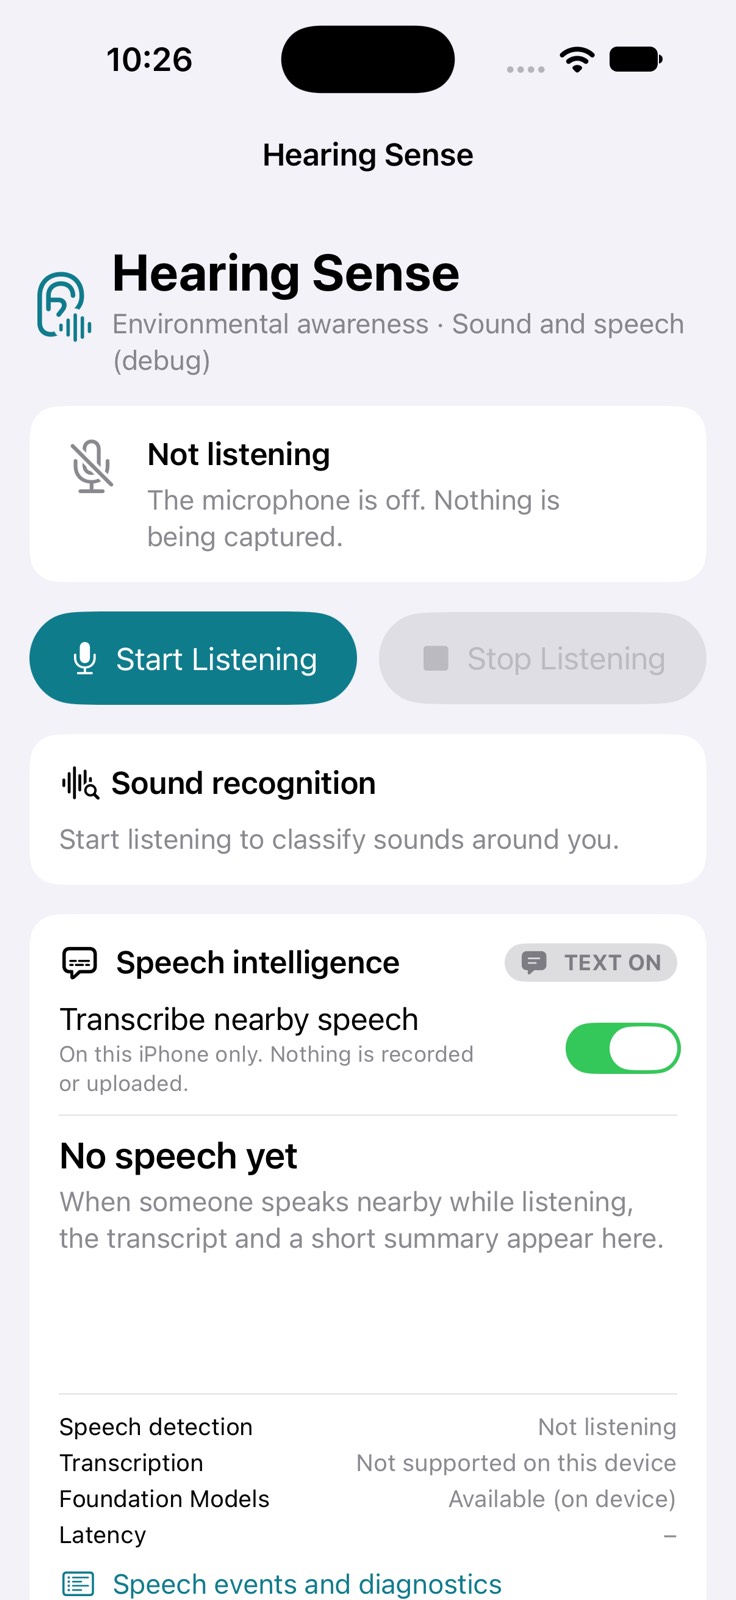 10:26
Hearing Sense
Hearing Sense
Environmental awareness · Sound and speech
(debug)
Not listening
The microphone is off. Nothing is
being captured.
Start Listening
Stop Listening
Sound recognition
Start listening to classify sounds around you.
Speech intelligence
TEXT ON
Transcribe nearby speech
On this iPhone only. Nothing is recorded
or uploaded.
No speech yet
When someone speaks nearby while listening,
the transcript and a short summary appear here.
Speech detection Not listening
Transcription Not supported on this device
Foundation Models Available (on device)
Latency –
Speech events and diagnostics